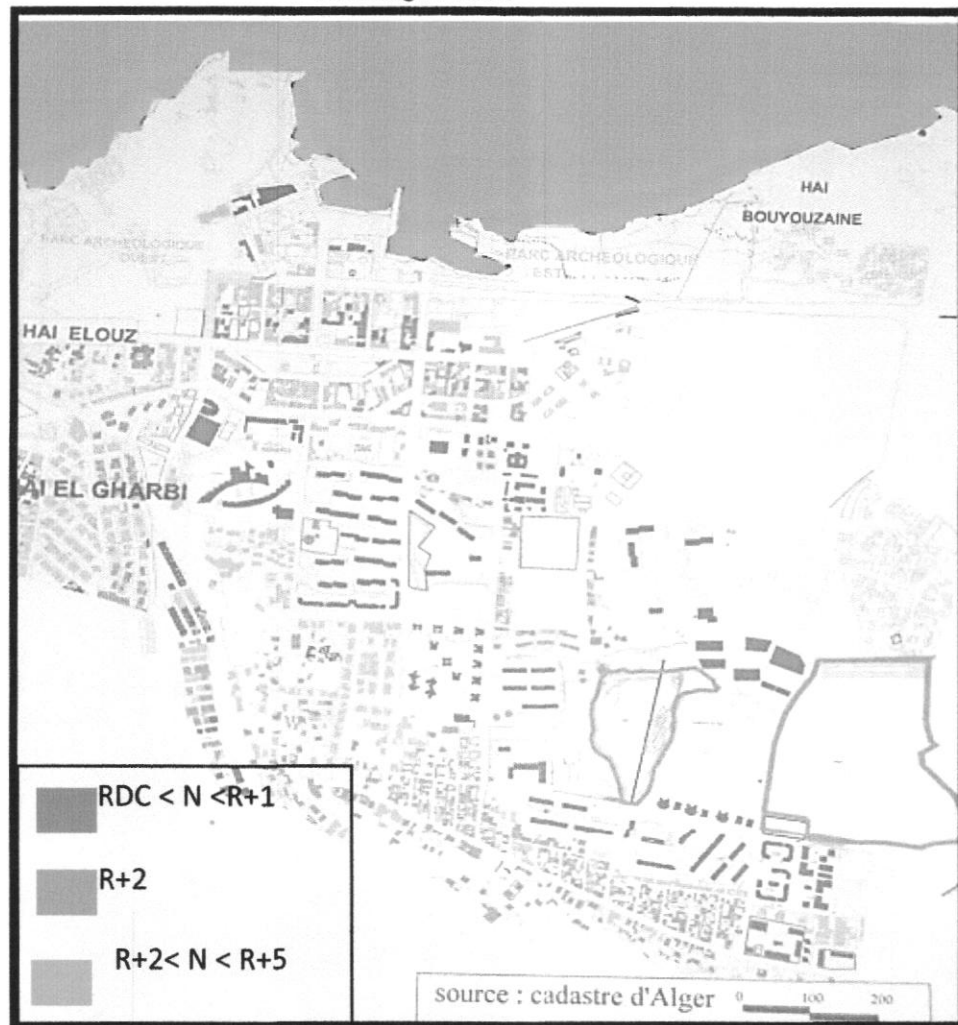 HAI
BOUYOUZAINE
PARC ARCHEOLOGIQUE
OUEST
PARC ARCHEOLOGIQUE
EST
HAI ELOUZ
AI EL GHARBI
RDC < N <R+1
R+2
R+2< N < R+5
source : cadastre d'Alger
0 100 200